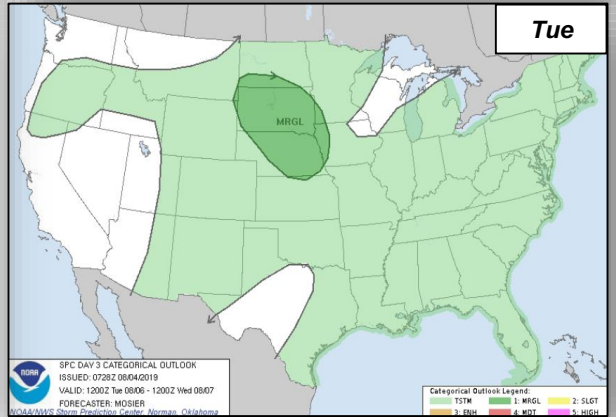 Tue
MRGL
NOAA
SPC DAY 3 CATEGORICAL OUTLOOK
ISSUED: 0728Z 08/04/2019
VALID: 1200Z Tue 08/06 - 1200Z Wed 08/07
FORECASTER: MOSIER
NOAA/NWS Storm Prediction Center, Norman, Oklahoma
Categorical Outlook Legend:
TSTM 1: MRGL 2: SLGT
3: ENH 4: MDT 5: HIGH